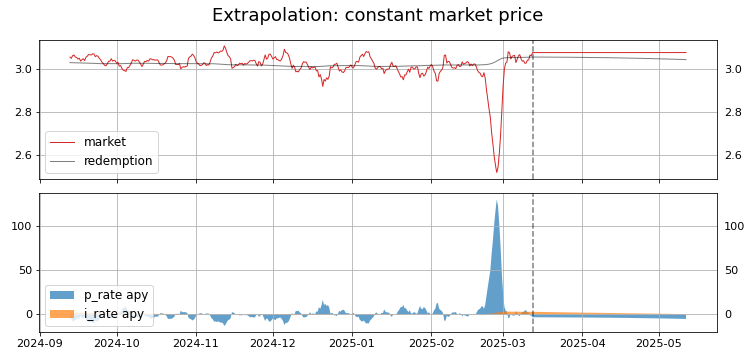 Extrapolation: constant market price
3.0 3.0
2.8 2.8
2.6 2.6
market
redemption
100 100
50 50
0 0
p_rate apy
i_rate apy
2024-09 2024-10 2024-11 2024-12 2025-01 2025-02 2025-03 2025-04 2025-05